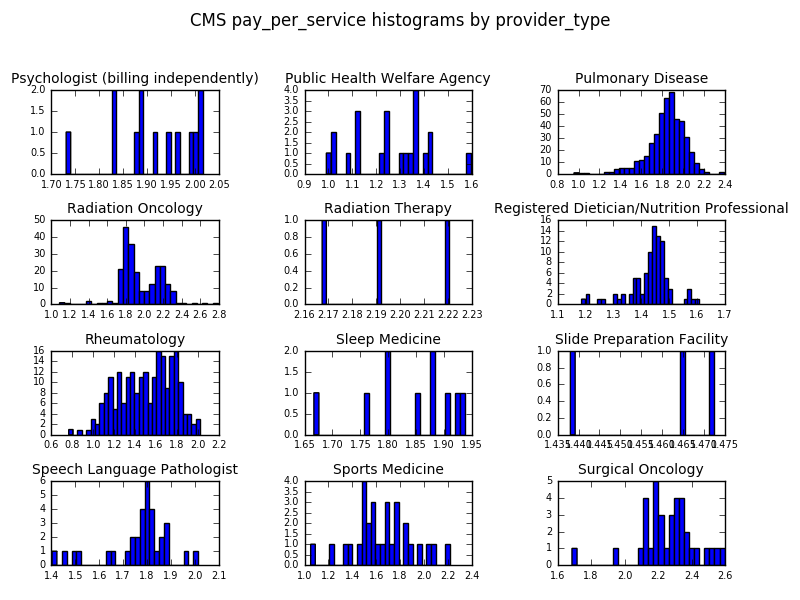 CMS pay_per_service histograms by provider_type
Psychologist (billing independently) Public Health Welfare Agency Pulmonary Disease
2.0 4.0 70
3.5 60
1.5 3.0 50
2.5 40
1.0 2.0 30
1.5
0.5 1.0 20
0.5 10
0.0 0.0 0
1.70 1.75 1.80 1.85 1.90 1.95 2.00 2.05 0.9 1.0 1.1 1.2 1.3 1.4 1.5 1.6 0.8 1.0 1.2 1.4 1.6 1.8 2.0 2.2 2.4
Radiation Oncology Radiation Therapy Registered Dietician/Nutrition Professional
50 1.0 16
14
40 0.8 12
30 0.6 10
8
20 0.4 6
10 0.2 4
2
0 0.0 0
1.0 1.2 1.4 1.6 1.8 2.0 2.2 2.4 2.6 2.8 2.16 2.17 2.18 2.19 2.20 2.21 2.22 2.23 1.1 1.2 1.3 1.4 1.5 1.6 1.7
Rheumatology Sleep Medicine Slide Preparation Facility
16 2.0 1.0
14
12 1.5 0.8
10 0.6
8 1.0
6 0.4
4 0.5 0.2
2
0 0.0 0.0
0.6 0.8 1.0 1.2 1.4 1.6 1.8 2.0 2.2 1.65 1.70 1.75 1.80 1.85 1.90 1.95 1.435 1.440 1.445 1.450 1.455 1.460 1.465 1.470 1.475
Speech Language Pathologist Sports Medicine Surgical Oncology
6 4.0 5
5 3.5 4
4 3.0
2.5 3
3 2.0
2 1.5 2
1 1.0 1
0.5
0 0.0 0
1.4 1.5 1.6 1.7 1.8 1.9 2.0 2.1 1.0 1.2 1.4 1.6 1.8 2.0 2.2 2.4 1.6 1.8 2.0 2.2 2.4 2.6